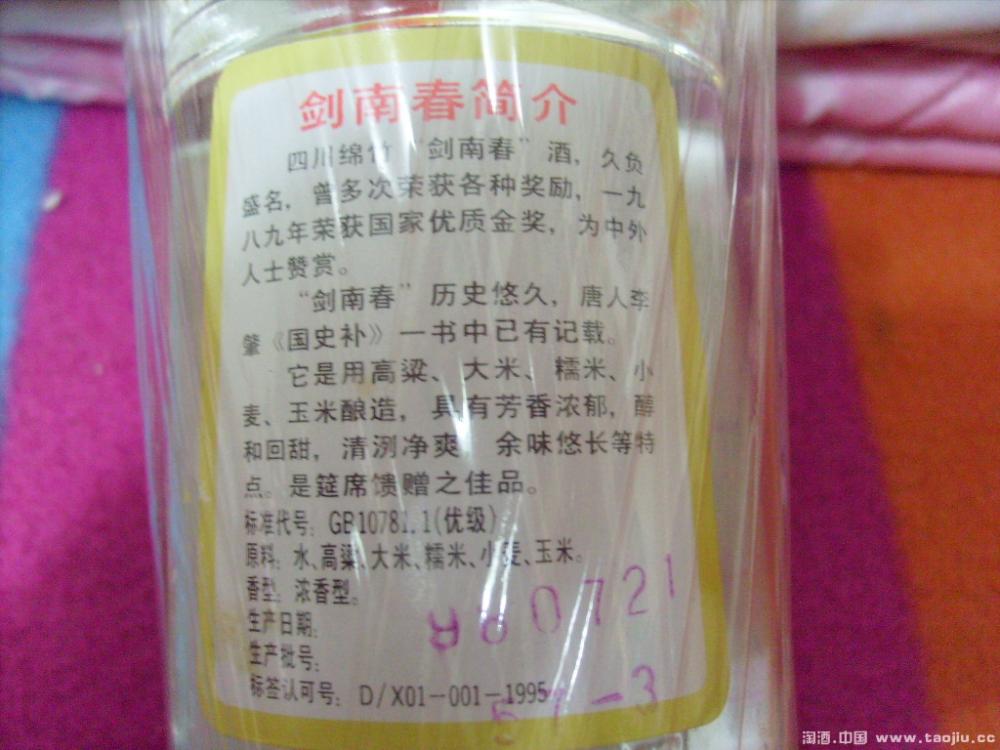 剑南春简介
四川绵竹“剑南春”酒，久负
盛名，曾多次荣获各种奖励，一九
八九年荣获国家优质金奖，为中外
人士赞赏。
“剑南春”历史悠久，唐人李
肇《国史补》一书中已有记载。
它是用高粱、大米、糯米、小
麦、玉米酿造，具有芳香浓郁，醇
和回甜，清洌净爽，余味悠长等特
点。是筵席馈赠之佳品。
标准代号：GB10781.1(优级)
原料：水、高粱、大米、糯米、小麦、玉米。
香型：浓香型。
生产日期：
生产批号：
标签认可号：D/X01-001-1995
淘酒.中国 www.taojiu.cc